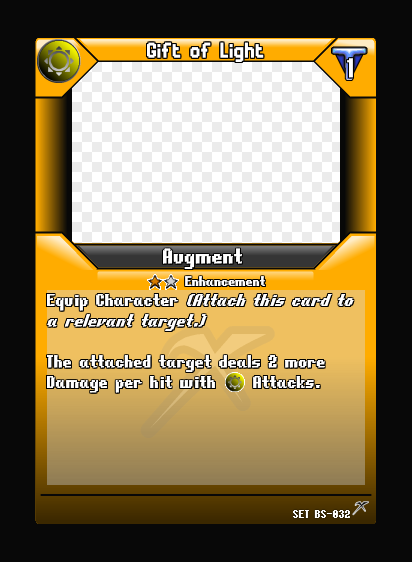 Gift of Light
1
Augment
Enhancement
Equip Character (Attach this card to
a relevant target.)
The attached target deals 2 more
Damage per hit with Attacks.
SET BS-032